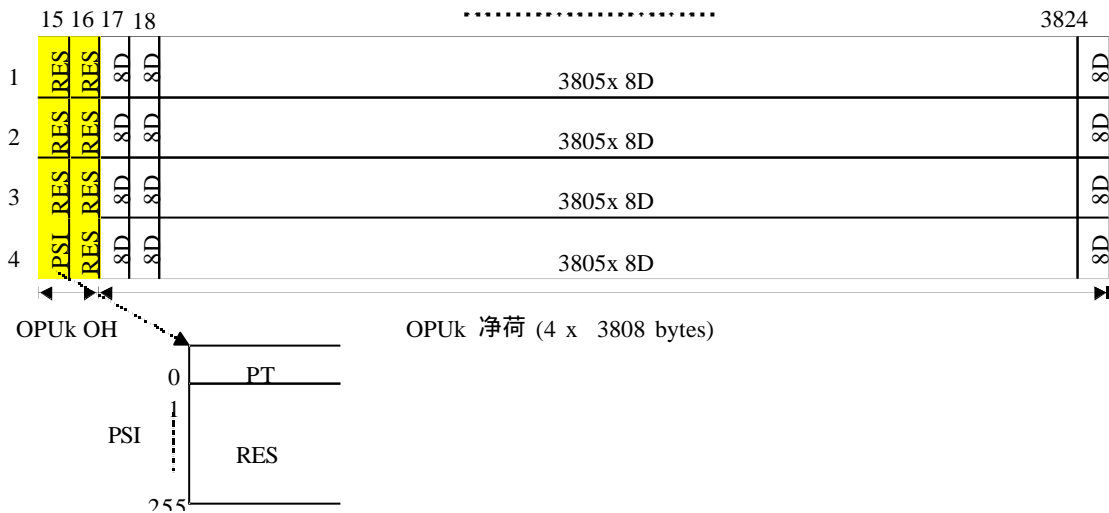 15 16 17 18 3824
1 RES RES 8D 8D 3805x 8D 8D
2 RES RES 8D 8D 3805x 8D 8D
3 RES RES 8D 8D 3805x 8D 8D
4 PSI RES 8D 8D 3805x 8D 8D
OPUk OH OPUk 净荷 (4 x 3808 bytes)
0 PT
1
PSI RES
255